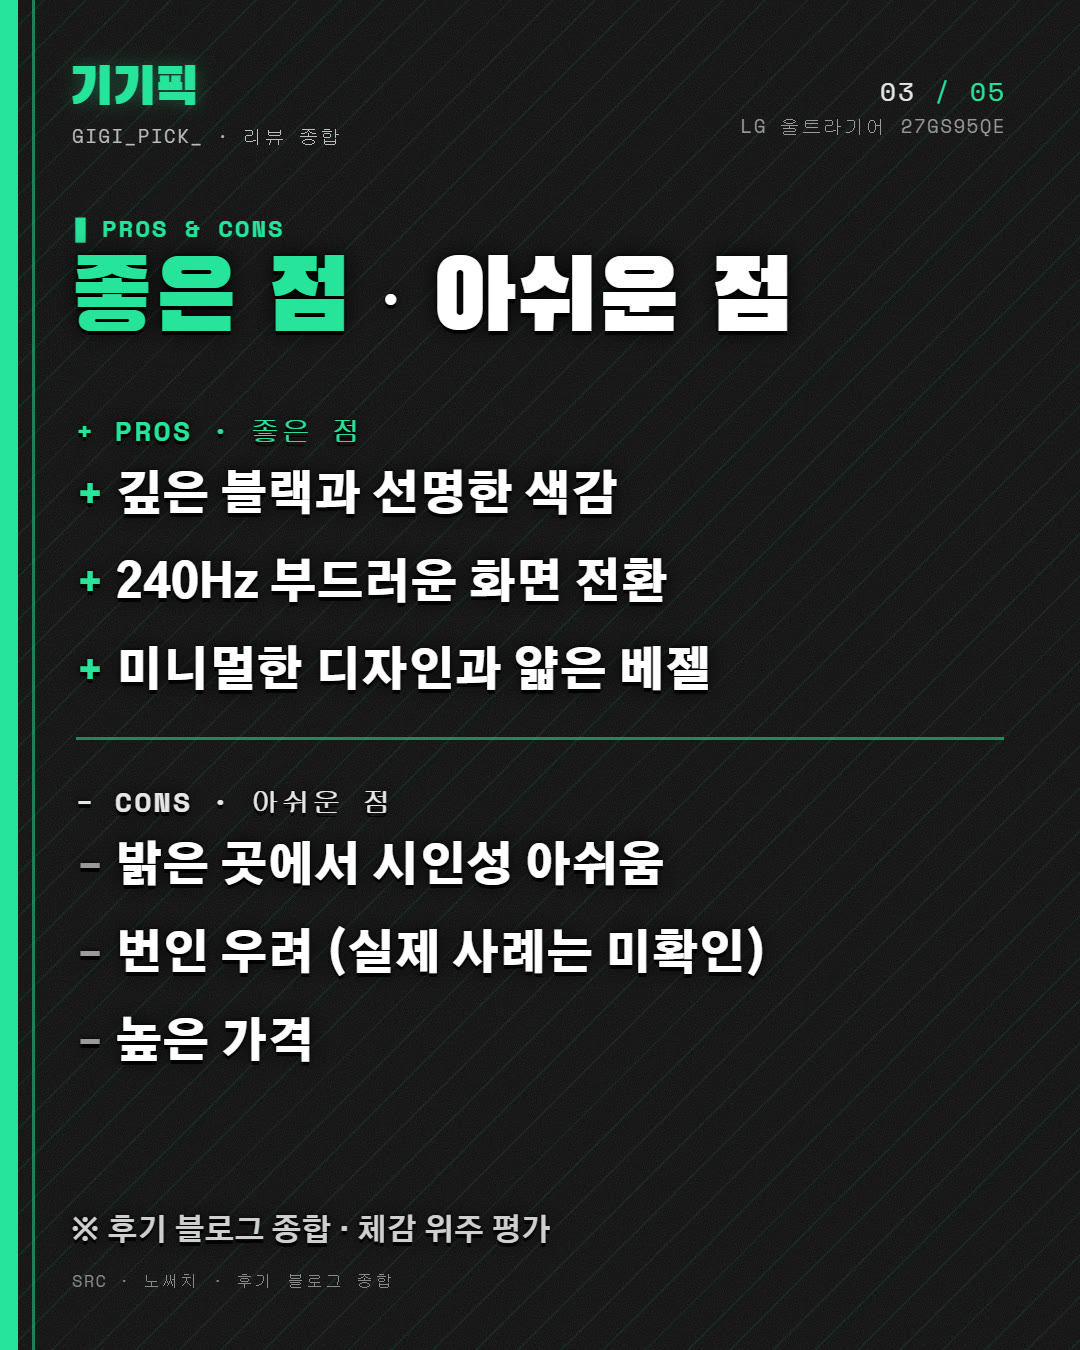 기기픽
GIGI_PICK_ · 리뷰 종합
03 / 05
LG 울트라기어 27GS95QE
PROS & CONS
좋은 점 · 아쉬운 점
+ PROS · 좋은 점
+ 깊은 블랙과 선명한 색감
+ 240Hz 부드러운 화면 전환
+ 미니멀한 디자인과 얇은 베젤
- CONS · 아쉬운 점
- 밝은 곳에서 시인성 아쉬움
- 번인 우려 (실제 사례는 미확인)
- 높은 가격
※ 후기 블로그 종합 · 체감 위주 평가
SRC · 노써치 · 후기 블로그 종합